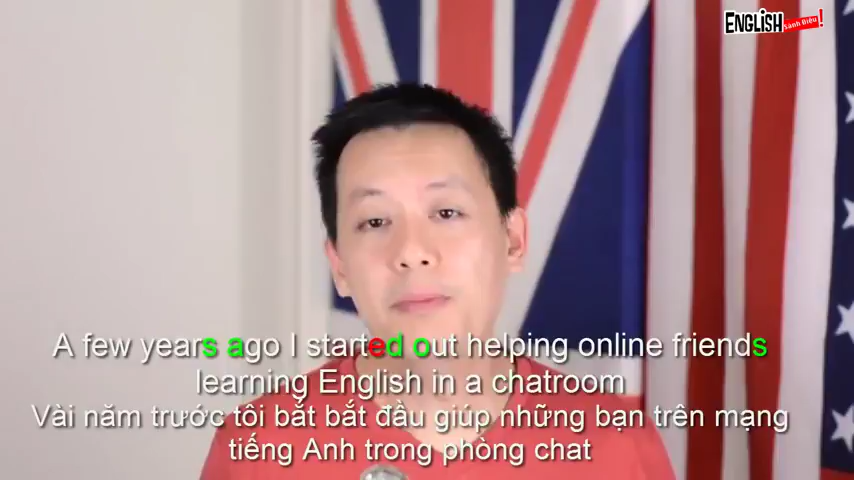 ENGLISH Sành Điệu!
A few years ago I started out helping online friends
learning English in a chatroom
Vài năm trước tôi bắt bắt đầu giúp những bạn trên mạng
tiếng Anh trong phòng chat